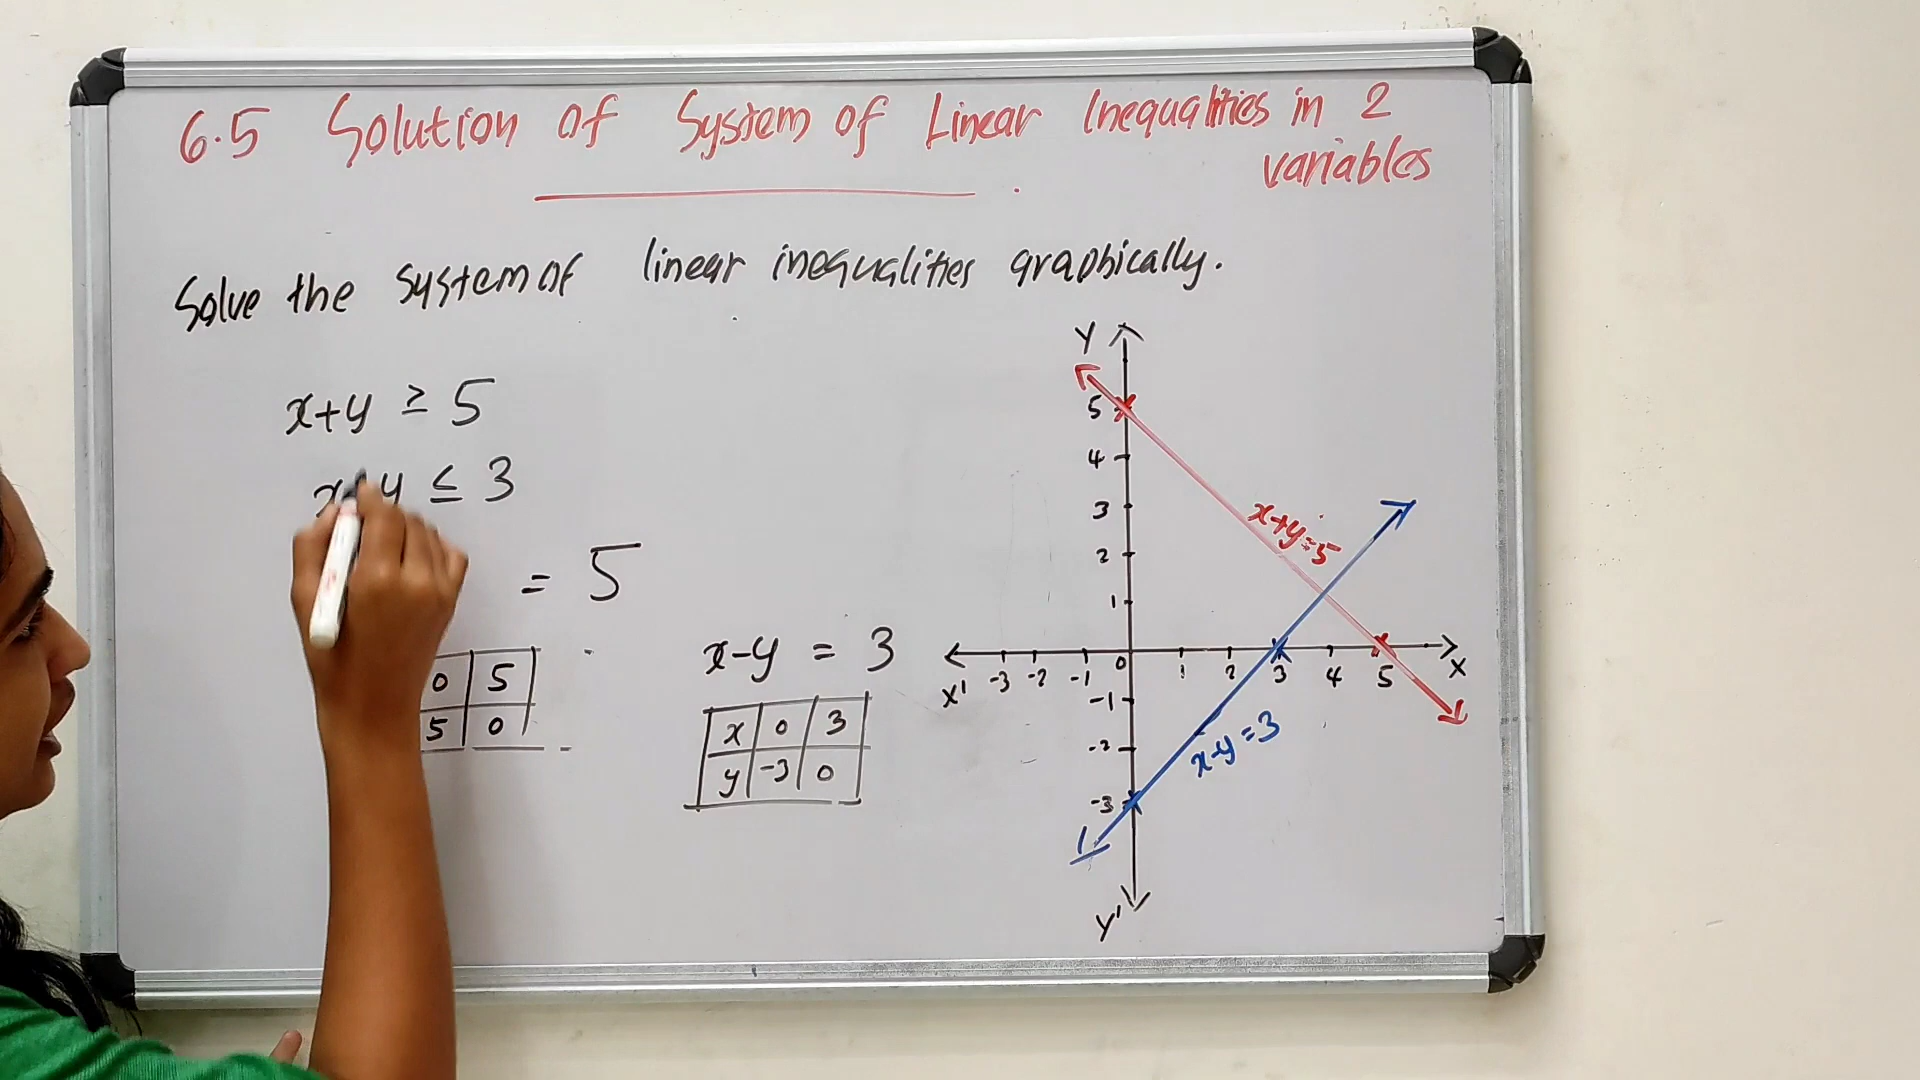 6.5 Solution of System of Linear Inequalities in 2
variables
Solve the system of linear inequalities graphically.
x+y ≥ 5
y ≤ 3
= 5
0 5
5 0
x-y = 3
x 0 3
y -3 0
Y
5
4
3
2
1
x+y=5
X' -3 -2 -1 0 1 2 3 4 5 X
-1
-2
-3
x-y=3
Y'